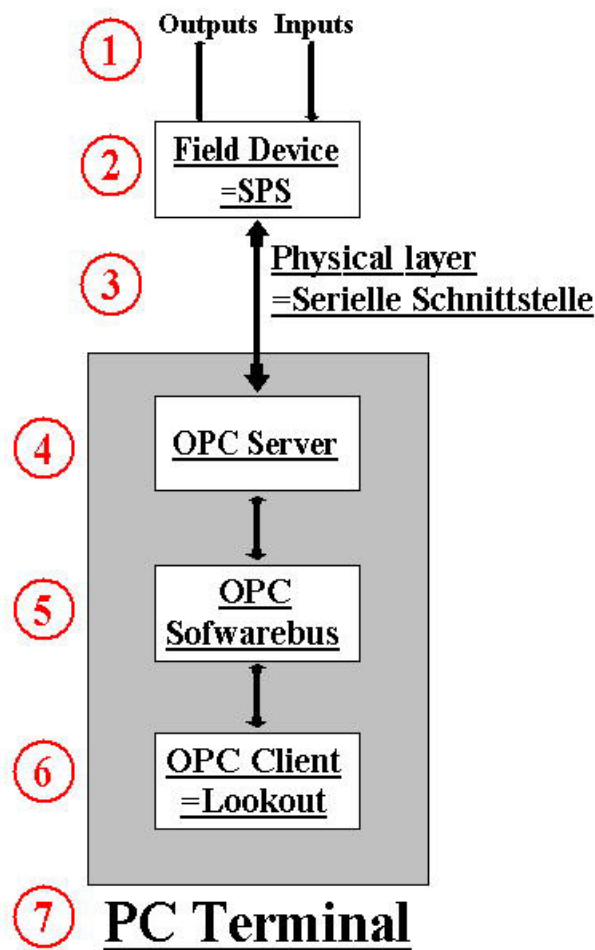 Outputs Inputs
1
2
Field Device
=SPS
3
Physical layer
=Serielle Schnittstelle
4
OPC Server
5
OPC
Sofwarebus
6
OPC Client
=Lookout
7
PC Terminal